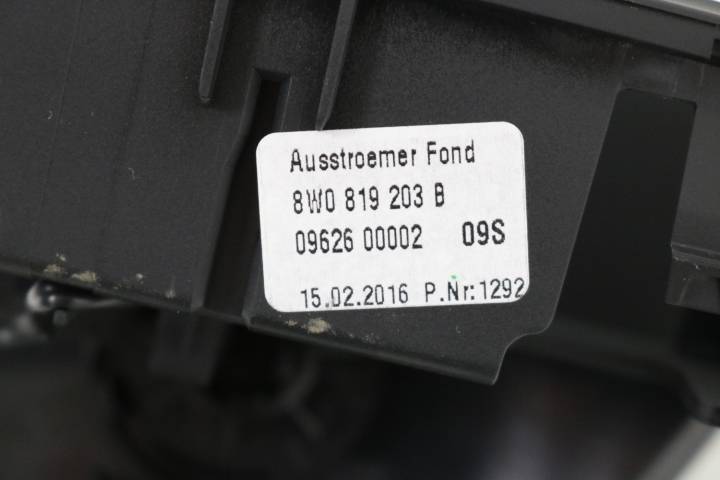 Ausstroemer Fond
8W0 819 203 B
09626 00002 09S
15.02.2016 P.Nr:1292